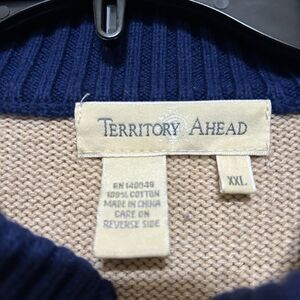 TERRITORY AHEAD
XXL
RN 140049
100% COTTON
MADE IN CHINA
CARE ON
REVERSE SIDE